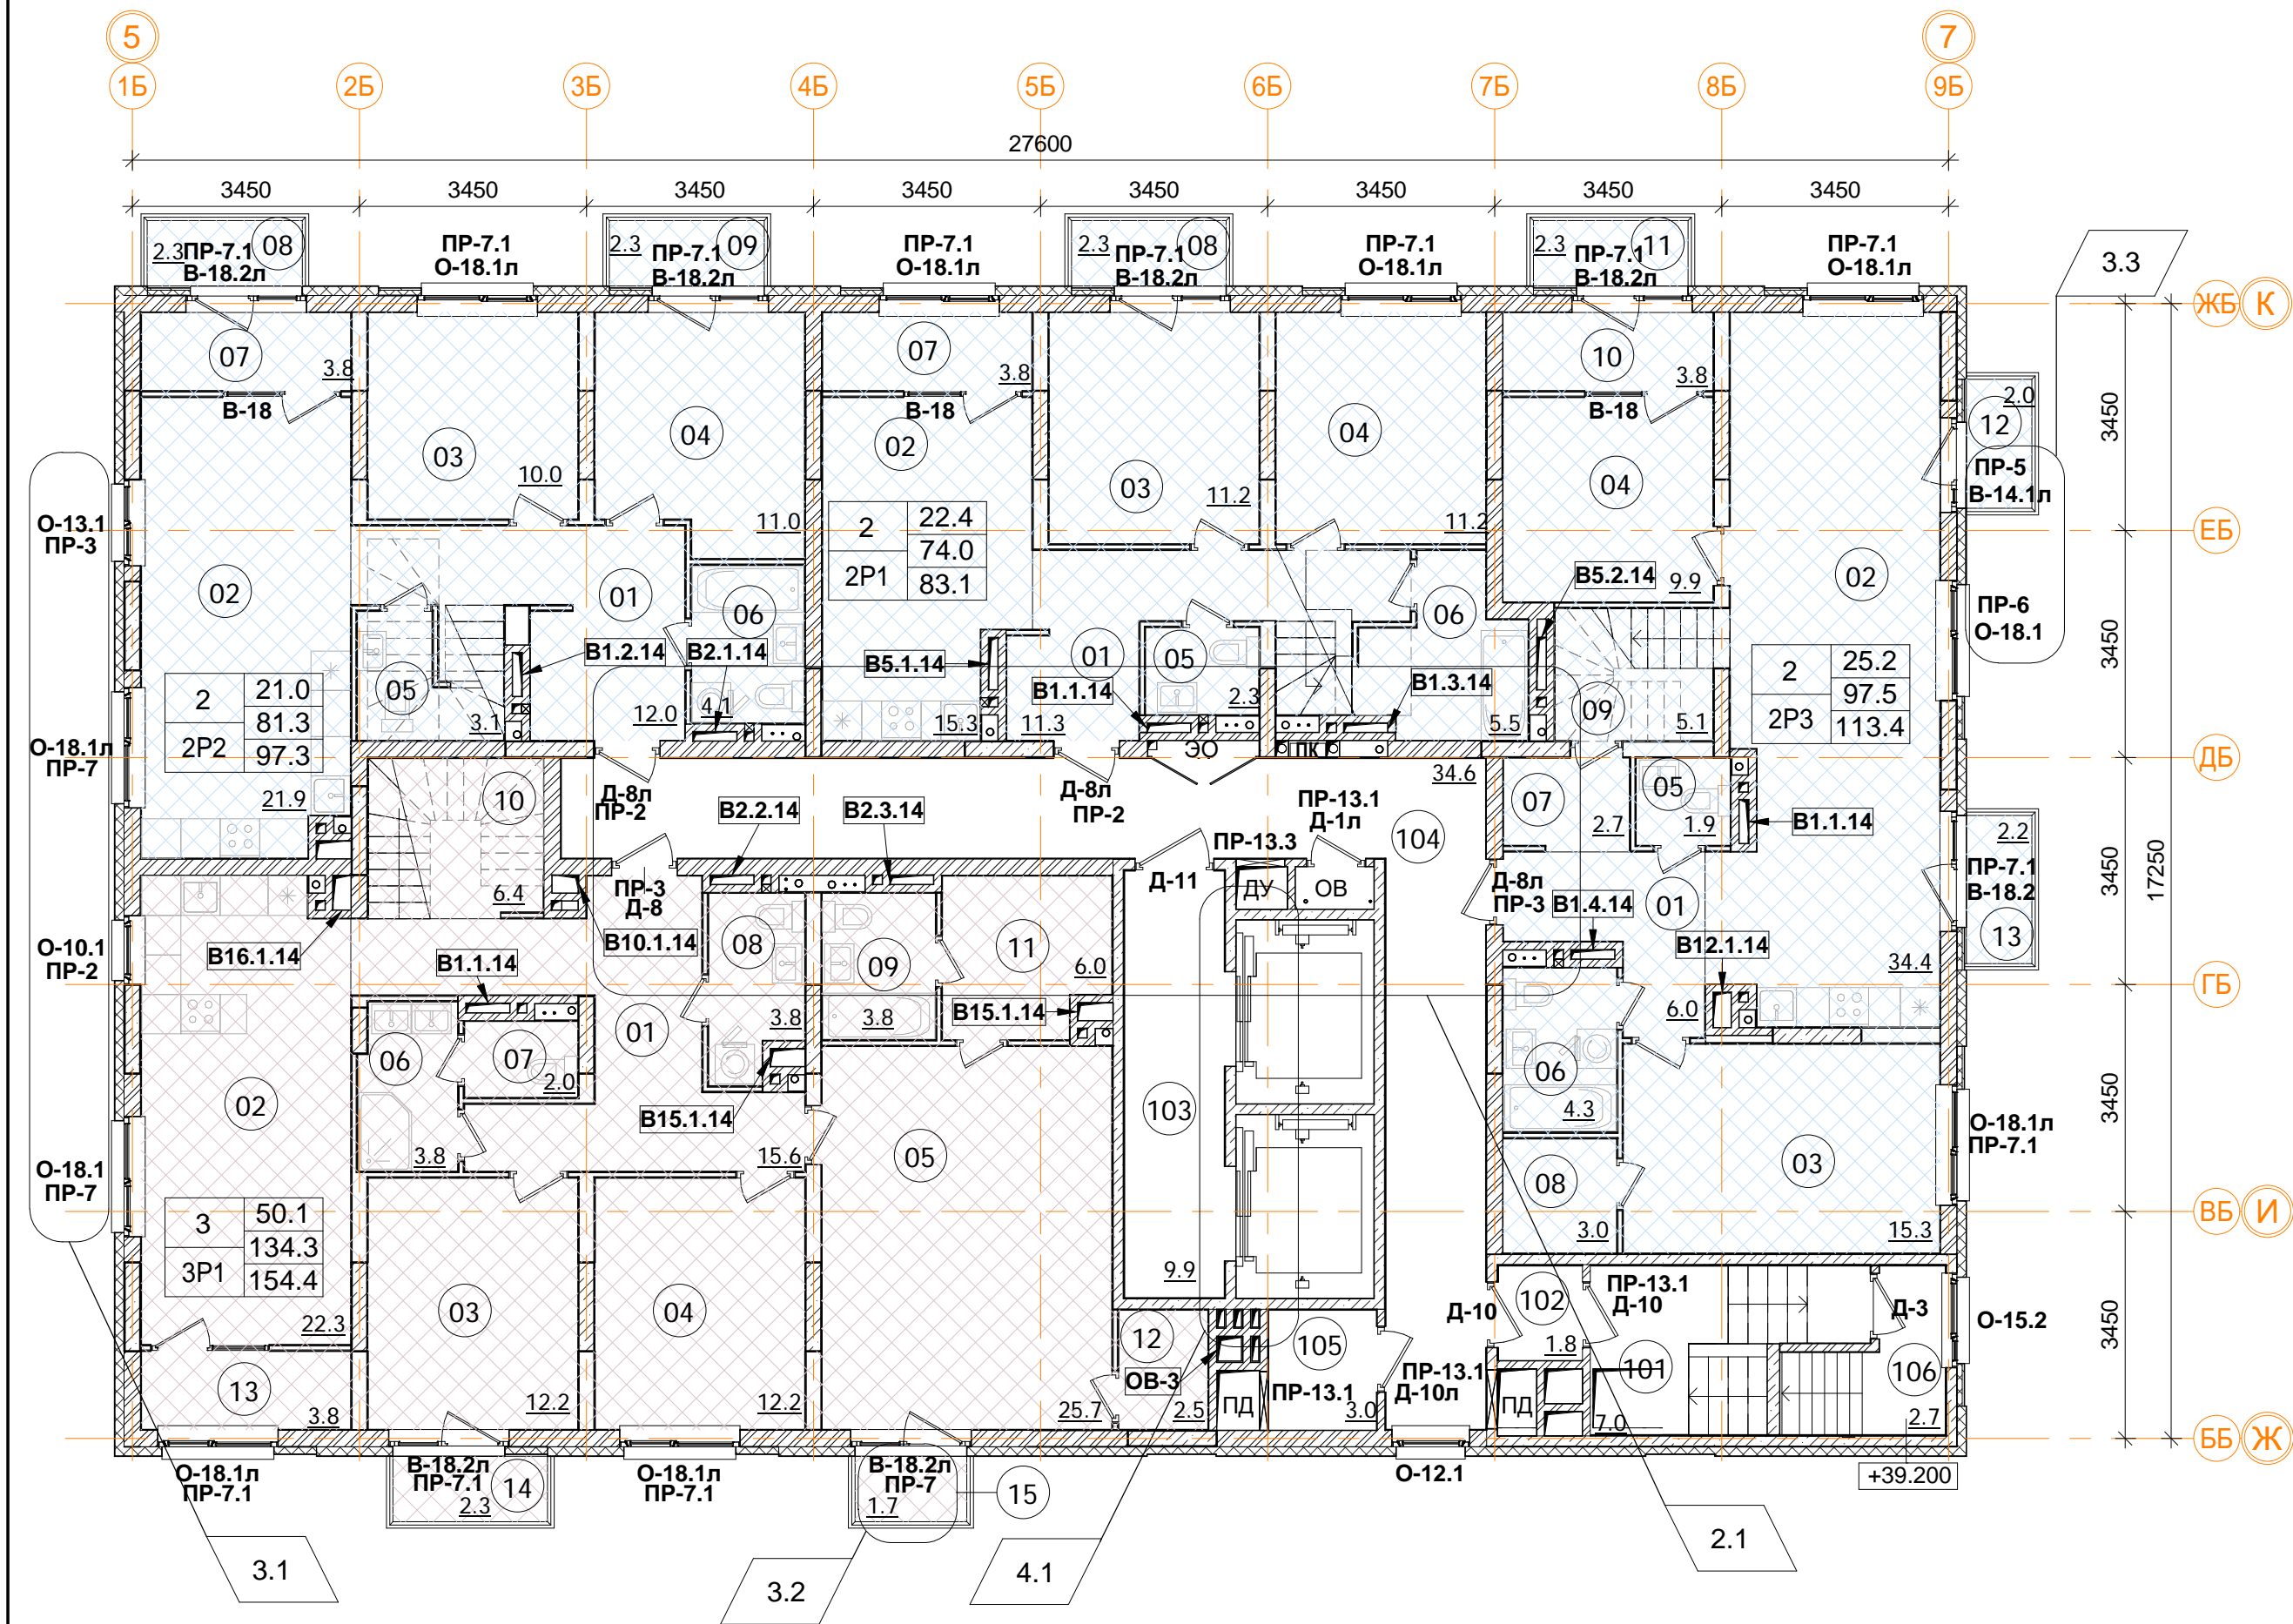 5
7
1Б
2Б
3Б
4Б
5Б
6Б
7Б
8Б
9Б
27600
3450
3450
3450
3450
3450
3450
3450
3450
2.3
ПР-7.1
В-18.2л
08
ПР-7.1
О-18.1л
2.3
ПР-7.1
В-18.2л
09
ПР-7.1
О-18.1л
2.3
ПР-7.1
В-18.2л
08
ПР-7.1
О-18.1л
2.3
ПР-7.1
В-18.2л
11
ПР-7.1
О-18.1л
3.3
ЖБ
К
07
3.8
В-18
03
10.0
04
11.0
07
3.8
В-18
02
03
11.2
04
11.2
10
3.8
В-18
04
9.9
2.0
12
ПР-5
В-14.1л
3450
О-13.1
ПР-3
02
01
06
2
22.4
74.0
2Р1
83.1
В5.2.14
02
ПР-6
О-18.1
ЕБ
3450
05
3.1
В1.2.14
В2.1.14
12.0
4.1
В5.1.14
15.3
11.3
01
В1.1.14
05
2.3
06
В1.3.14
5.5
09
5.1
2
25.2
97.5
2Р3
113.4
2
21.0
81.3
2Р2
97.3
21.9
О-18.1л
ПР-7
ЭО
ПК
34.6
ДБ
10
6.4
Д-8л
ПР-2
В2.2.14
В2.3.14
Д-8л
ПР-2
ПР-13.1
Д-1л
ПР-13.3
104
07
2.7
05
1.9
В1.1.14
2.2
ПР-7.1
В-18.2
13
3450
17250
ПР-3
Д-8
Д-11
ДУ
ОВ
Д-8л
ПР-3
В1.4.14
01
О-10.1
ПР-2
В16.1.14
В1.1.14
В10.1.14
08
3.8
09
3.8
11
6.0
В15.1.14
В12.1.14
34.4
6.0
ГБ
01
06
3.8
07
2.0
В15.1.14
15.6
02
05
103
9.9
06
4.3
03
15.3
О-18.1л
ПР-7.1
3450
О-18.1
ПР-7
08
3.0
ВБ
И
3
50.1
134.3
3Р1
154.4
22.3
03
12.2
04
12.2
25.7
12
2.5
ОВ-3
ПД
105
ПР-13.1
3.0
ПР-13.1
Д-10л
Д-10
102
1.8
ПР-13.1
Д-10
ПД
101
7.0
Д-3
106
2.7
О-15.2
3450
13
3.8
ББ
Ж
О-18.1л
ПР-7.1
В-18.2л
ПР-7.1
2.3
14
О-18.1л
ПР-7.1
В-18.2л
ПР-7
1.7
15
О-12.1
+39.200
3.1
3.2
4.1
2.1